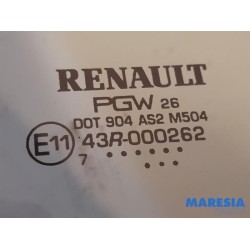 RENAULT
PGW 26
DOT 904 AS2 M504
E11 43R-000262
7
MARESIA